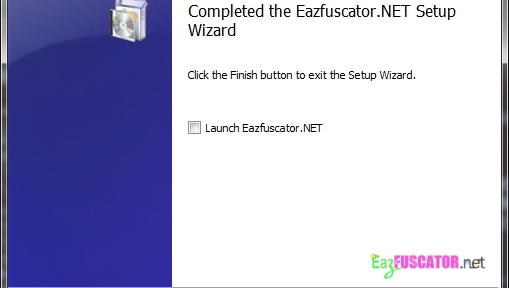 Completed the Eazfuscator.NET Setup
Wizard
Click the Finish button to exit the Setup Wizard.
Launch Eazfuscator.NET
EazFUSCATOR.net